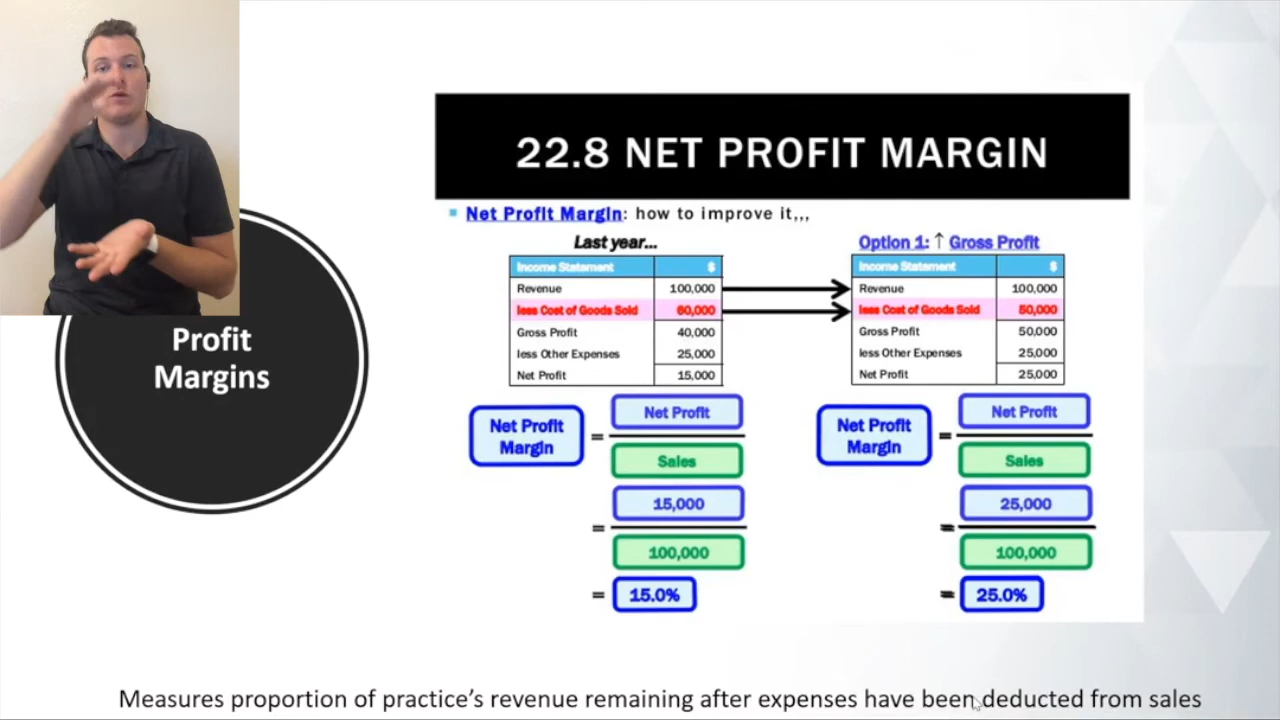 22.8 NET PROFIT MARGIN
Net Profit Margin: how to improve it,,,
Last year...
Income Statement $
Revenue 100,000
less Cost of Goods Sold 60,000
Gross Profit 40,000
less Other Expenses 25,000
Net Profit 15,000
Net Profit
Margin
= Net Profit
Sales
= 15,000
100,000
= 15.0%
Option 1: ↑ Gross Profit
Income Statement $
Revenue 100,000
less Cost of Goods Sold 50,000
Gross Profit 50,000
less Other Expenses 25,000
Net Profit 25,000
Net Profit
Margin
= Net Profit
Sales
= 25,000
100,000
= 25.0%
Profit
Margins
Measures proportion of practice's revenue remaining after expenses have been deducted from sales